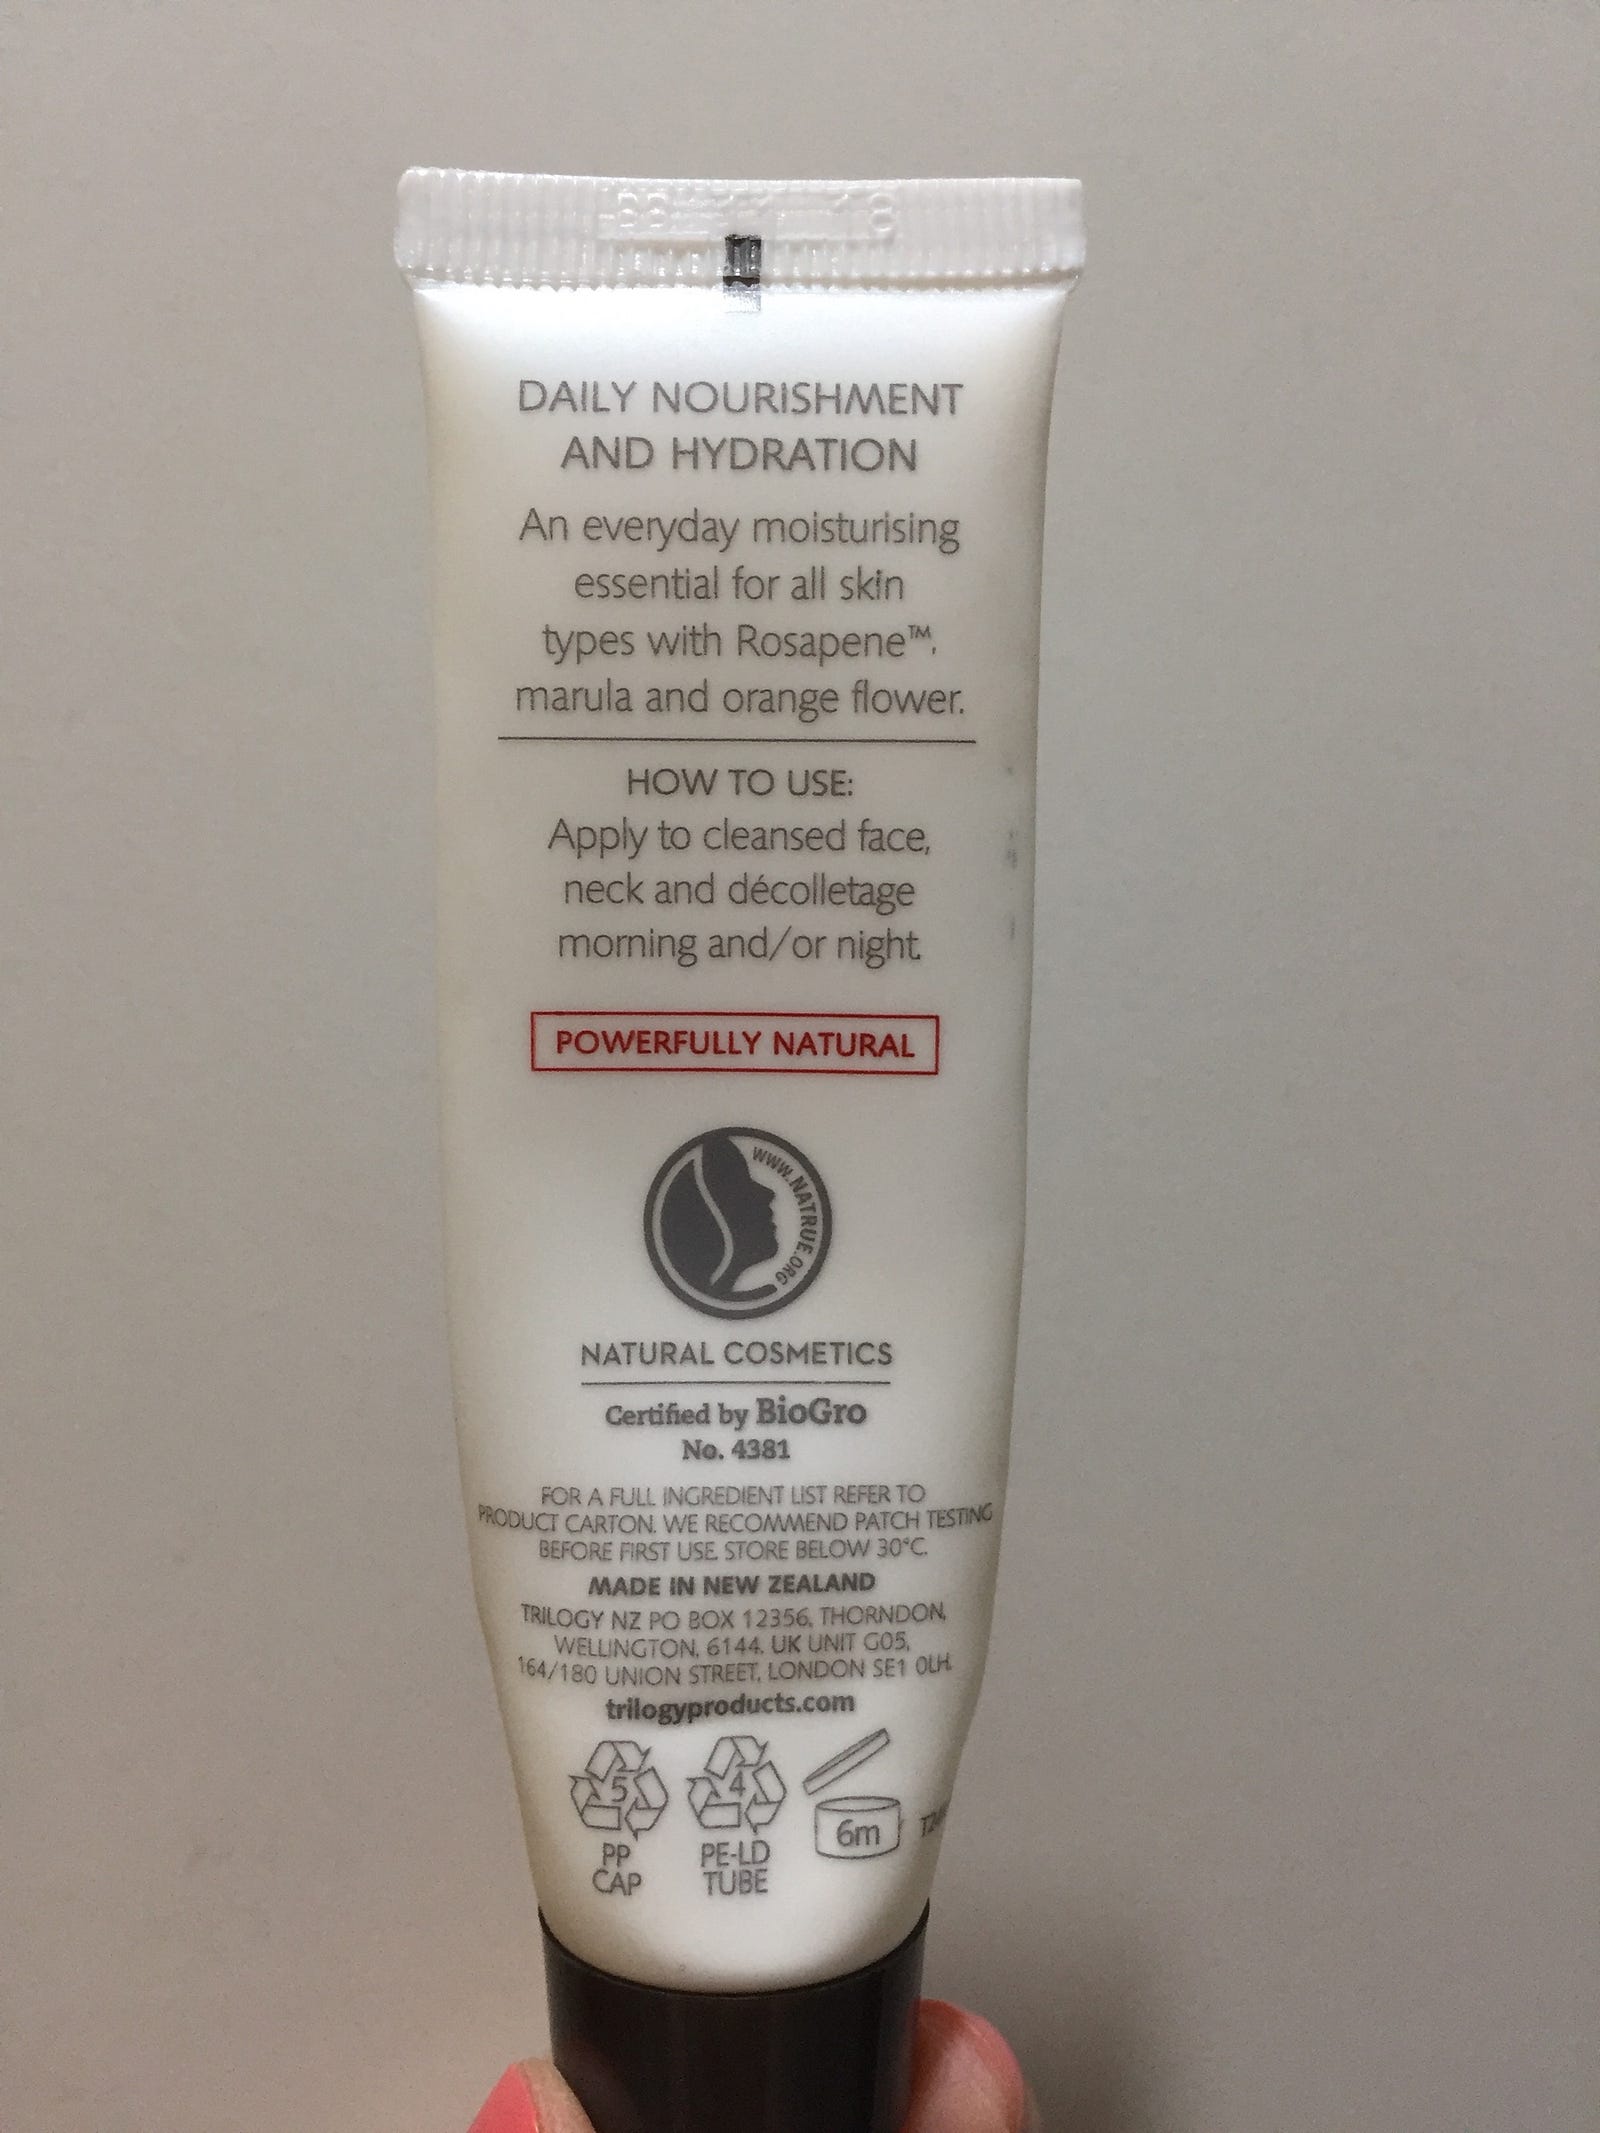 DAILY NOURISHMENT
AND HYDRATION
An everyday moisturising
essential for all skin
types with Rosapene™,
marula and orange flower.
HOW TO USE:
Apply to cleansed face,
neck and décolletage
morning and/or night.
POWERFULLY NATURAL
WWW.NATRUE.ORG
NATURAL COSMETICS
Certified by BioGro
No. 4381
FOR A FULL INGREDIENT LIST REFER TO
PRODUCT CARTON. WE RECOMMEND PATCH TESTING
BEFORE FIRST USE. STORE BELOW 30°C.
MADE IN NEW ZEALAND
TRILOGY NZ PO BOX 12356, THORNDON,
WELLINGTON, 6144. UK UNIT G05,
164/180 UNION STREET, LONDON SE1 0LH.
trilogyproducts.com
5 4 6m
PP PE-LD
CAP TUBE